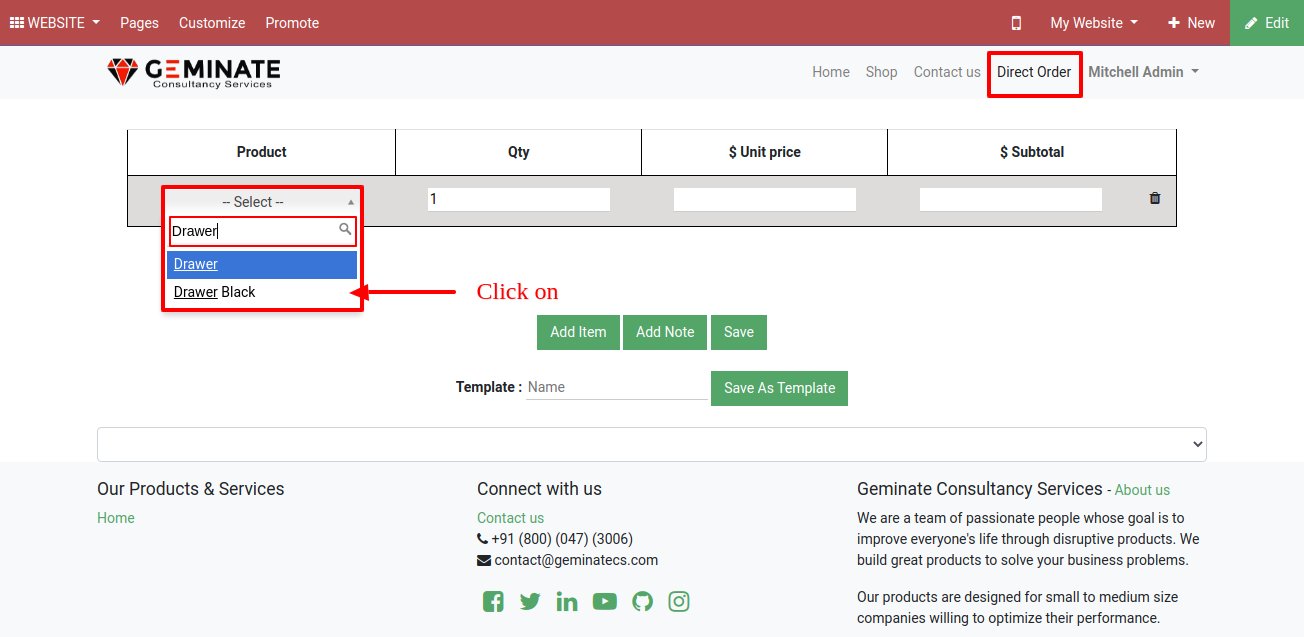 WEBSITE Pages Customize Promote My Website New Edit
GEMINATE
Consultancy Services
Home Shop Contact us Direct Order Mitchell Admin
Product Qty $ Unit price $ Subtotal
-- Select -- 1
Drawer
Drawer
Drawer Black
Click on
Add Item Add Note Save
Template : Name Save As Template
Our Products & Services
Home
Connect with us
Contact us
+91 (800) (047) (3006)
contact@geminatecs.com
Geminate Consultancy Services - About us
We are a team of passionate people whose goal is to
improve everyone's life through disruptive products. We
build great products to solve your business problems.
Our products are designed for small to medium size
companies willing to optimize their performance.